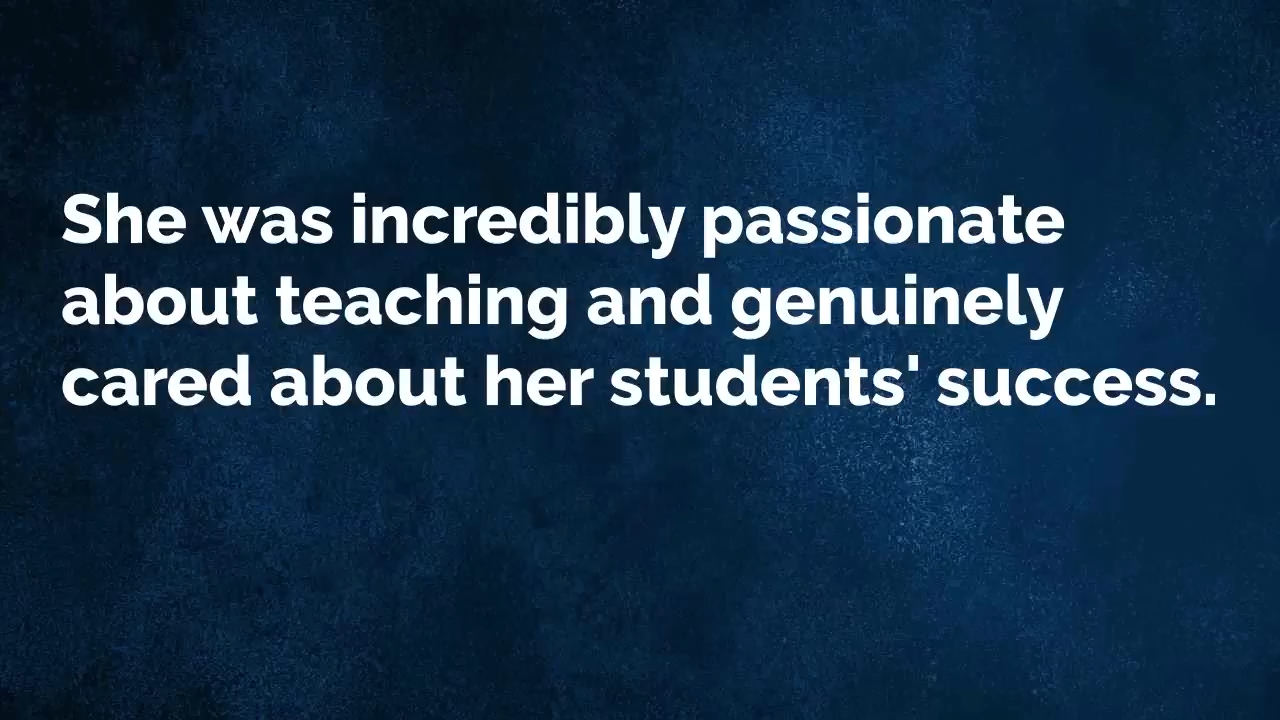 She was incredibly passionate
about teaching and genuinely
cared about her students' success.